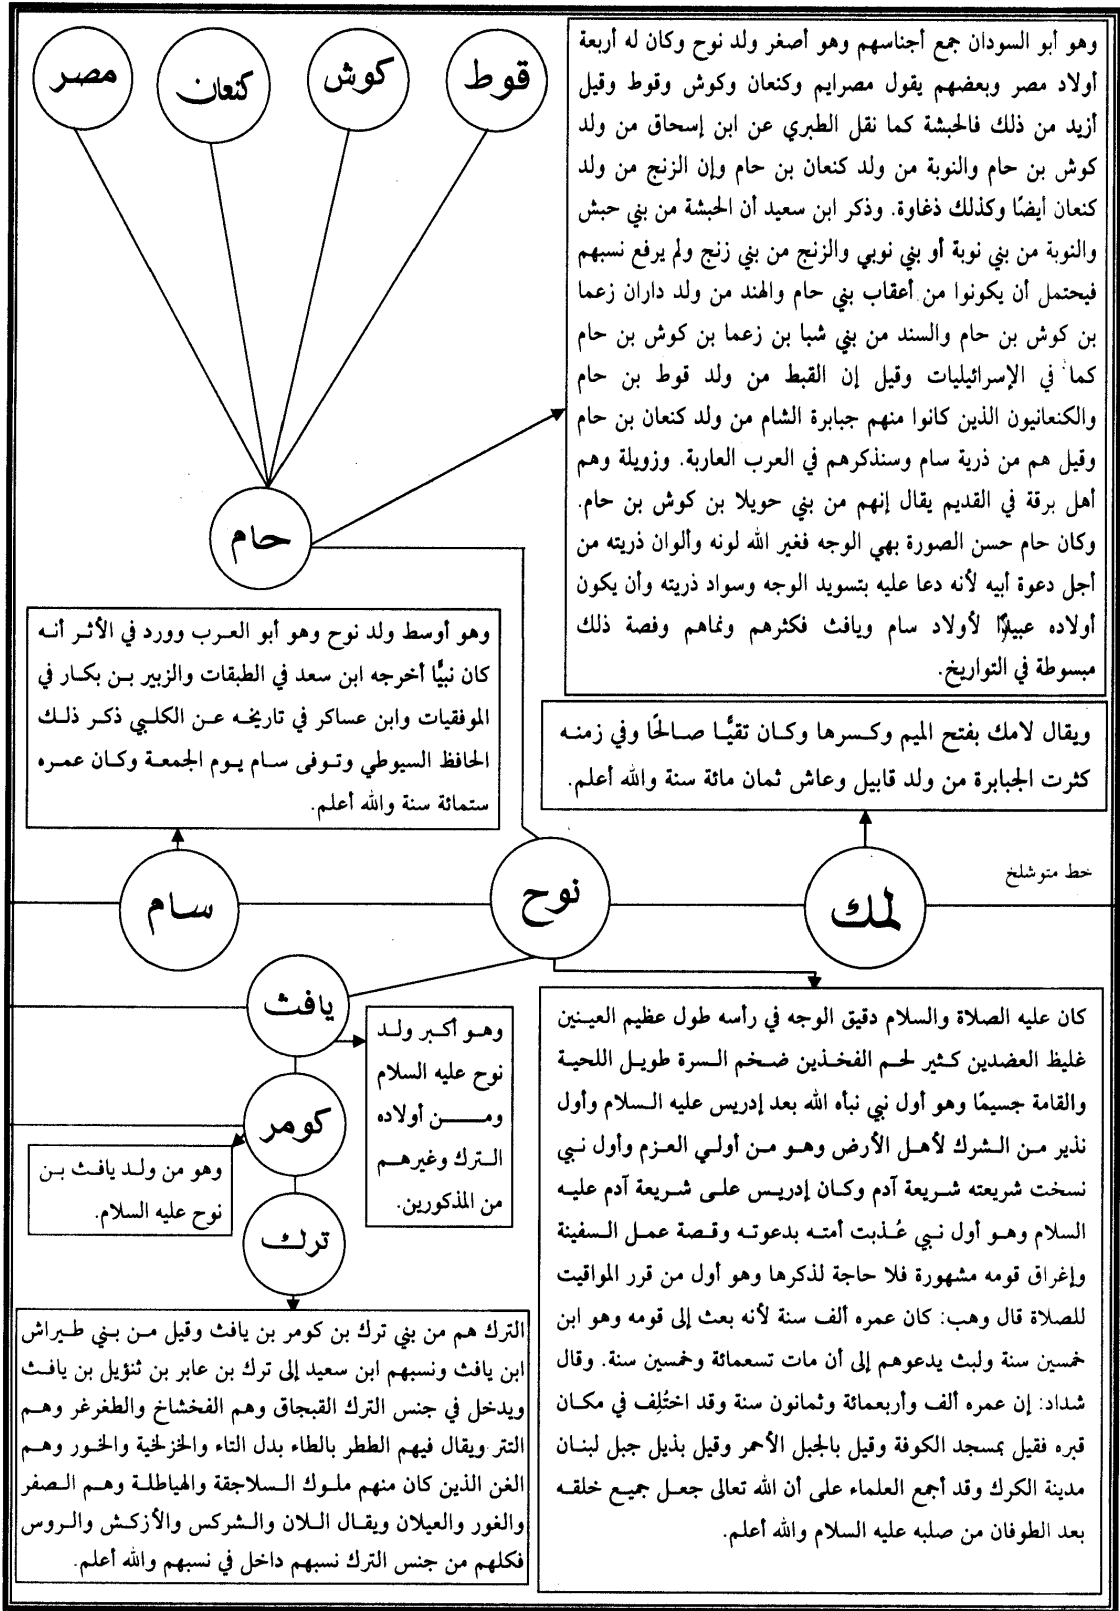 قوط
كوش
كنعان
مصر
وهو أبو السودان جمع أجناسهم وهو أصغر ولد نوح وكان له أربعة
أولاد مصر وبعضهم يقول مصرايم وكنعان وكوش وقوط وقيل
أزيد من ذلك فالحبشة كما نقل الطبري عن ابن إسحاق من ولد
كوش بن حام والنوبة من ولد كنعان بن حام وإن الزنج من ولد
كنعان أيضًا وكذلك ذغاوة. وذكر ابن سعيد أن الحبشة من بني حبش
والنوبة من بني نوبة أو بني نوبي والزنج من بني زنج ولم يرفع نسبهم
فيحتمل أن يكونوا من أعقاب بني حام والهند من ولد داران زعما
بن كوش بن حام والسند من بني شبا بن زعما بن كوش بن حام
كما في الإسرائيليات وقيل إن القبط من ولد قوط بن حام
والكنعانيون الذين كانوا منهم جبابرة الشام من ولد كنعان بن حام
وقيل هم من ذرية سام وسنذكرهم في العرب العاربة. وزويلة وهم
أهل برقة في القديم يقال إنهم من بني حويلا بن كوش بن حام.
وكان حام حسن الصورة بهي الوجه فغير الله لونه وألوان ذريته من
أجل دعوة أبيه لأنه دعا عليه بتسويد الوجه وسواد ذريته وأن يكون
أولاده عبيدًا لأولاد سام ويافث فكثرهم ونماهم وقصة ذلك
مبسوطة في التواريخ.
حام
وهو أوسط ولد نوح وهو أبو العرب وورد في الأثر أنه
كان نبيًّا أخرجه ابن سعد في الطبقات والزبير بن بكار في
الموفقيات وابن عساكر في تاريخه عن الكلبي ذكر ذلك
الحافظ السيوطي وتوفى سام يوم الجمعة وكان عمره
ستمائة سنة والله أعلم.
ويقال لامك بفتح الميم وكسرها وكان تقيًّا صالحًا وفي زمنه
كثرت الجبابرة من ولد قابيل وعاش ثمان مائة سنة والله أعلم.
خط متوشلخ
لمك
نوح
سام
يافث
وهو أكبر ولد
نوح عليه السلام
ومن أولاده
الترك وغيرهم
من المذكورين.
كومر
وهو من ولد يافث بن
نوح عليه السلام.
ترك
كان عليه الصلاة والسلام دقيق الوجه في رأسه طول عظيم العينين
غليظ العضدين كثير لحم الفخذين ضخم السرة طويل اللحية
والقامة جسيمًا وهو أول نبي نبأه الله بعد إدريس عليه السلام وأول
نذير من الشرك لأهل الأرض وهو من أولي العزم وأول نبي
نسخت شريعته شريعة آدم وكان إدريس على شريعة آدم عليه
السلام وهو أول نبي عُذبت أمته بدعوته وقصة عمل السفينة
وإغراق قومه مشهورة فلا حاجة لذكرها وهو أول من قرر المواقيت
للصلاة قال وهب: كان عمره ألف سنة لأنه بعث إلى قومه وهو ابن
خمسين سنة ولبث يدعوهم إلى أن مات تسعمائة وخمسين سنة. وقال
شداد: إن عمره ألف وأربعمائة وثمانون سنة وقد اختُلِف في مكان
قبره فقيل بمسجد الكوفة وقيل بالجبل الأحمر وقيل بذيل جبل لبنان
مدينة الكرك وقد أجمع العلماء على أن الله تعالى جعل جميع خلقه
بعد الطوفان من صلبه عليه السلام والله أعلم.
الترك هم من بني ترك بن كومر بن يافث وقيل من بني طيراش
ابن يافث ونسبهم ابن سعيد إلى ترك بن عابر بن ثنؤيل بن يافث
ويدخل في جنس الترك القبجاق وهم الفخشاخ والطغرغر وهم
التتر ويقال فيهم الططر بالطاء بدل التاء والخزلخية والخور وهم
الغن الذين كان منهم ملوك السلاجقة والهياطلة وهم الصفر
والغور والعيلان ويقال اللان والشركس والأزكش والروس
فكلهم من جنس الترك نسبهم داخل في نسبهم والله أعلم.